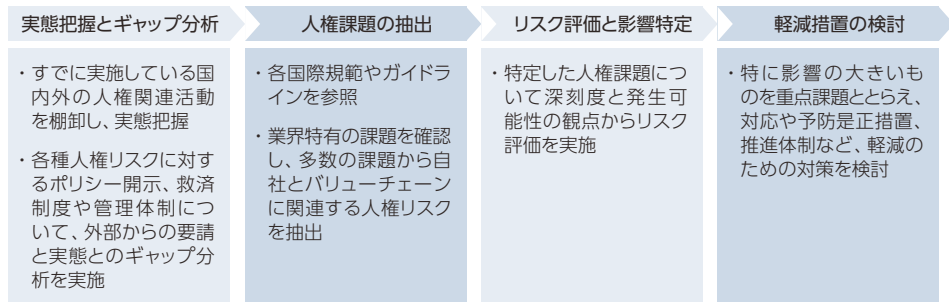 実態把握とギャップ分析
・すでに実施している国
内外の人権関連活動
を棚卸し、実態把握
・各種人権リスクに対す
るポリシー開示、救済
制度や管理体制につ
いて、外部からの要請
と実態とのギャップ分
析を実施
人権課題の抽出
・各国際規範やガイドラ
インを参照
・業界特有の課題を確認
し、多数の課題から自
社とバリューチェーン
に関連する人権リスク
を抽出
リスク評価と影響特定
・特定した人権課題につ
いて深刻度と発生可
能性の観点からリスク
評価を実施
軽減措置の検討
・特に影響の大きいも
のを重点課題ととらえ、
対応や予防是正措置、
推進体制など、軽減の
ための対策を検討